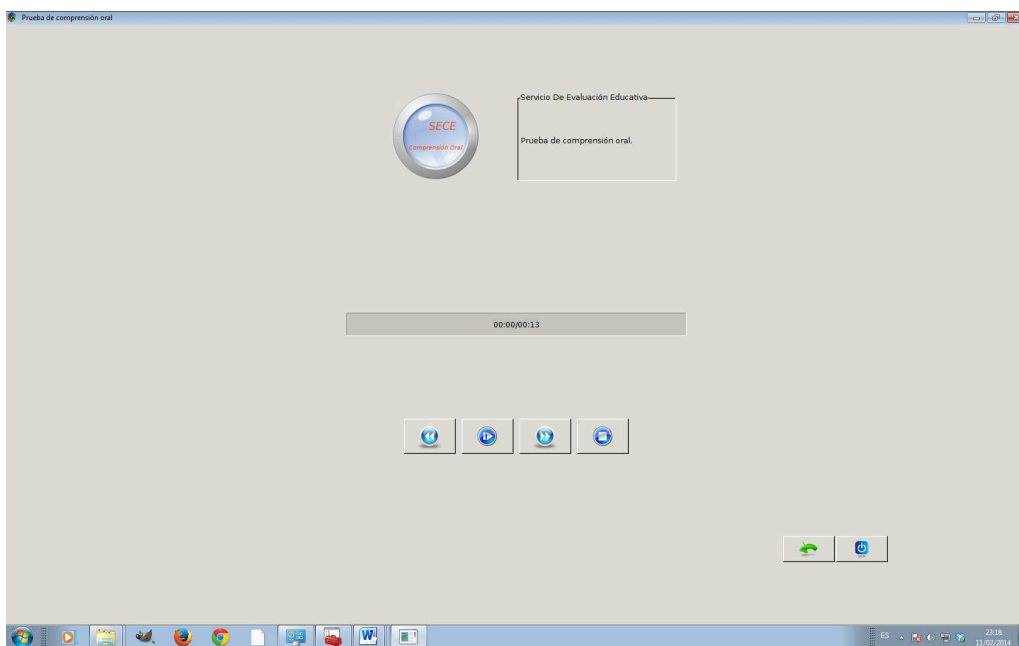 Prueba de comprensión oral
Servicio De Evaluación Educativa
SECE
Comprensión Oral
Prueba de comprensión oral.
00:00/00:13
ES
23:18
11/02/2014